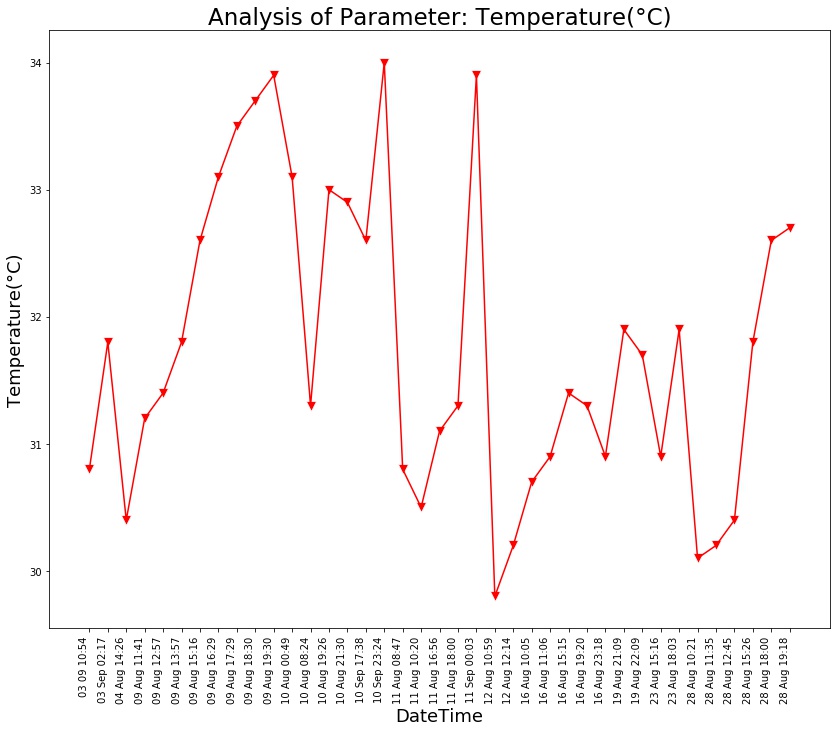 Analysis of Parameter: Temperature(°C)
34
33
32
31
30
Temperature(°C)
03 09 10:54
03 Sep 02:17
04 Aug 14:26
09 Aug 11:41
09 Aug 12:57
09 Aug 13:57
09 Aug 15:16
09 Aug 16:29
09 Aug 17:29
09 Aug 18:30
09 Aug 19:30
10 Aug 00:49
10 Aug 08:24
10 Aug 19:26
10 Aug 21:30
10 Sep 17:38
10 Sep 23:24
11 Aug 08:47
11 Aug 10:20
11 Aug 16:56
11 Aug 18:00
11 Sep 00:03
12 Aug 10:59
12 Aug 12:14
16 Aug 10:05
16 Aug 11:06
16 Aug 15:15
16 Aug 19:20
16 Aug 23:18
19 Aug 21:09
19 Aug 22:09
23 Aug 15:16
23 Aug 18:03
28 Aug 10:21
28 Aug 11:35
28 Aug 12:45
28 Aug 15:26
28 Aug 18:00
28 Aug 19:18
DateTime